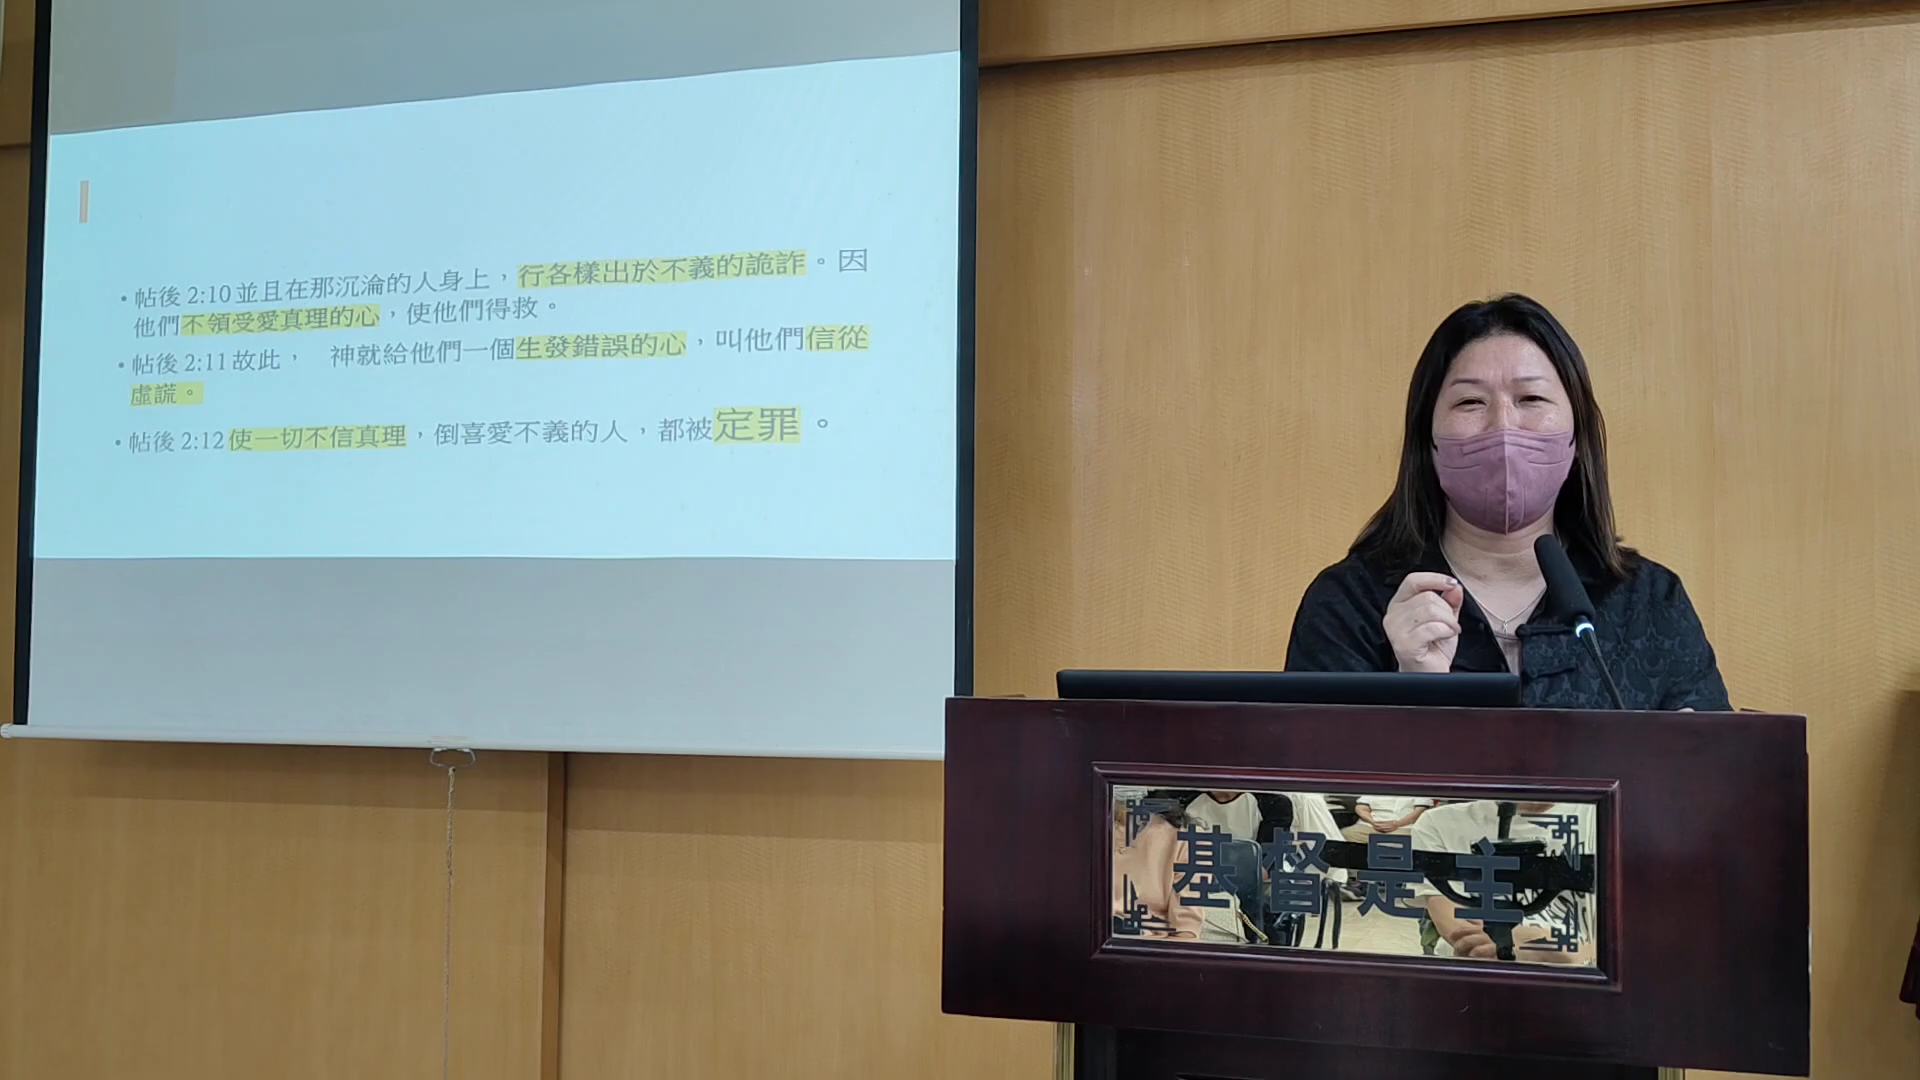 • 帖後 2:10 並且在那沉淪的人身上，行各樣出於不義的詭詐。因
他們不領受愛真理的心，使他們得救。
• 帖後 2:11 故此，　神就給他們一個生發錯誤的心，叫他們信從
虛謊。
• 帖後 2:12 使一切不信真理，倒喜愛不義的人，都被定罪。
基督是主